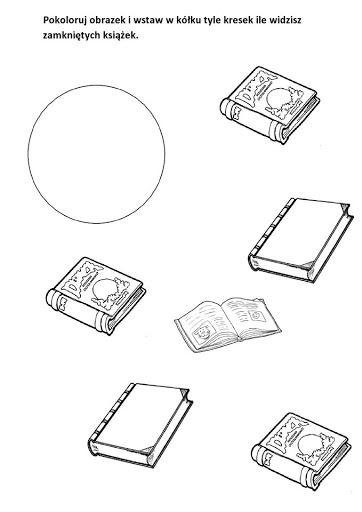 Pokoloruj obrazek i wstaw w kółku tyle kresek ile widzisz
zamkniętych książek.